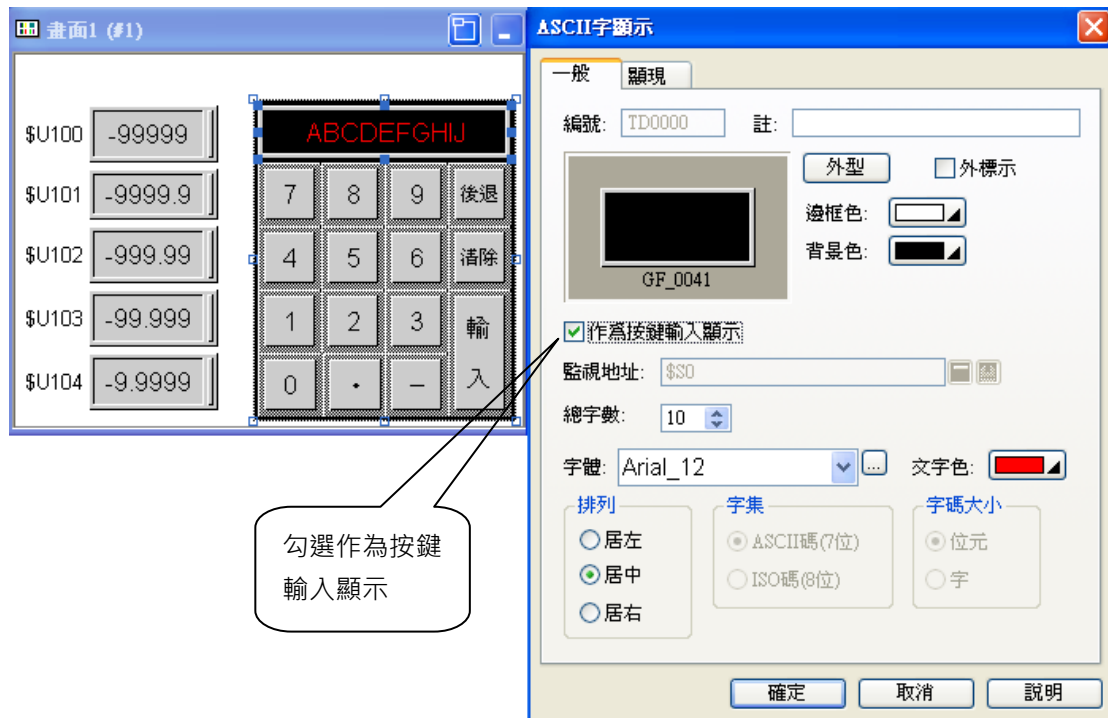 畫面1 (#1)
$U100 -99999
$U101 -9999.9
$U102 -999.99
$U103 -99.999
$U104 -9.9999
ABCDEFGHIJ
7 8 9 後退
4 5 6 清除
1 2 3 輸入
0 • —
勾選作為按鍵
輸入顯示
ASCII字顯示
一般 顯現
編號: TD0000 註:
外型 外標示
邊框色:
背景色:
GF_0041
作為按鍵輸入顯示
監視地址: $S0
總字數: 10
字體: Arial_12 ... 文字色:
排列 字集 字碼大小
居左 ASCII碼(7位) 位元
居中 ISO碼(8位) 字
居右
確定 取消 說明